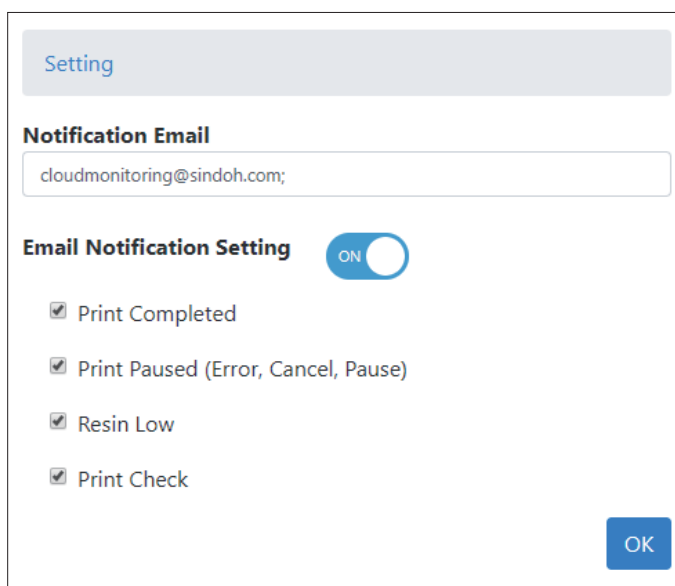 Setting
Notification Email
cloudmonitoring@sindoh.com;
Email Notification Setting
ON
Print Completed
Print Paused (Error, Cancel, Pause)
Resin Low
Print Check
OK